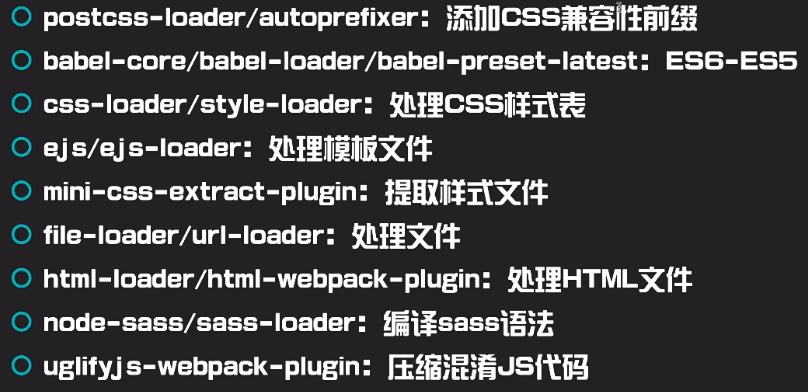 postcss-loader/autoprefixer：添加CSS兼容性前缀
babel-core/babel-loader/babel-preset-latest：ES6-ES5
css-loader/style-loader：处理CSS样式表
ejs/ejs-loader：处理模板文件
mini-css-extract-plugin：提取样式文件
file-loader/url-loader：处理文件
html-loader/html-webpack-plugin：处理HTML文件
node-sass/sass-loader：编译sass语法
uglifyjs-webpack-plugin：压缩混淆JS代码